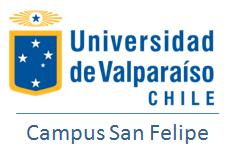 Universidad
de Valparaíso
CHILE
Campus San Felipe